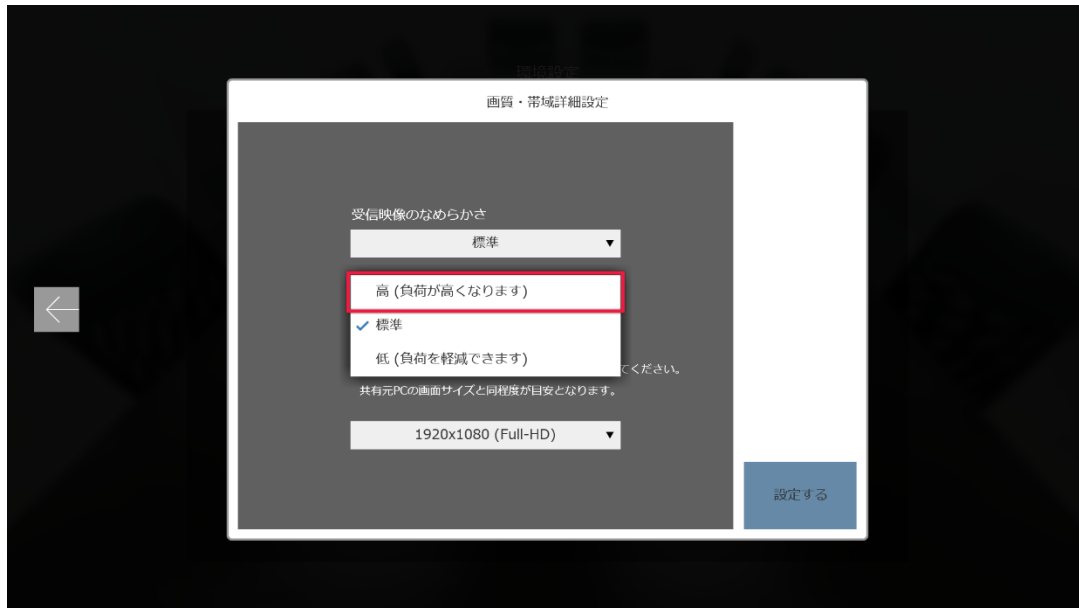 環境設定
画質・帯域詳細設定
受信映像のなめらかさ
標準
高 (負荷が高くなります)
標準
低 (負荷を軽減できます)
てください。
共有元PCの画面サイズと同程度が目安となります。
1920x1080 (Full-HD)
設定する